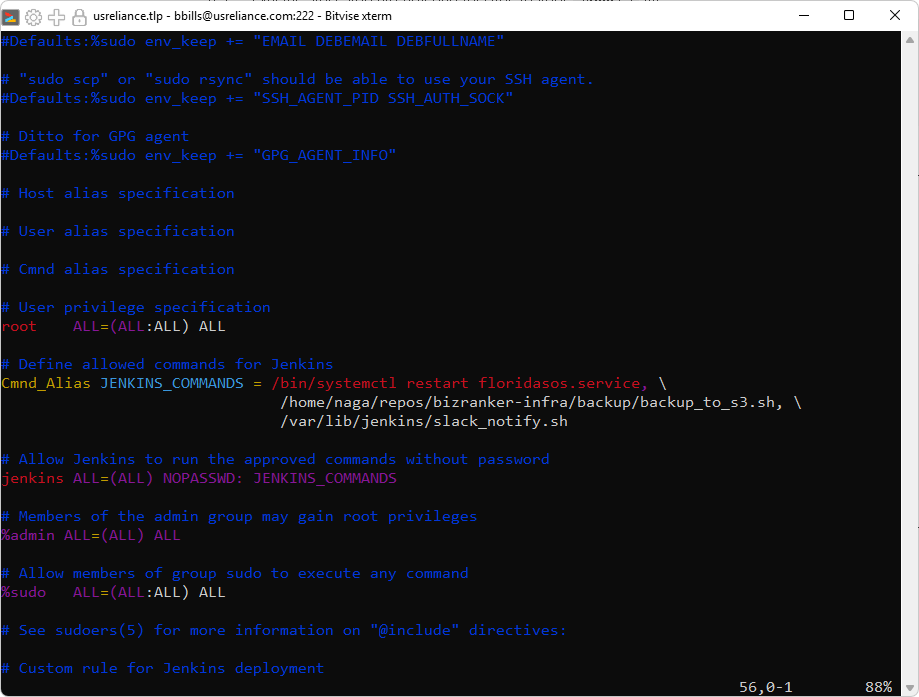 usreliance.tlp - bbills@usreliance.com:222 - Bitvise xterm
#Defaults:%sudo env_keep += "EMAIL DEBEMAIL DEBFULLNAME"
# "sudo scp" or "sudo rsync" should be able to use your SSH agent.
#Defaults:%sudo env_keep += "SSH_AGENT_PID SSH_AUTH_SOCK"
# Ditto for GPG agent
#Defaults:%sudo env_keep += "GPG_AGENT_INFO"
# Host alias specification
# User alias specification
# Cmnd alias specification
# User privilege specification
root    ALL=(ALL:ALL) ALL
# Define allowed commands for Jenkins
Cmnd_Alias JENKINS_COMMANDS = /bin/systemctl restart floridasos.service, \
/home/naga/repos/bizranker-infra/backup/backup_to_s3.sh, \
/var/lib/jenkins/slack_notify.sh
# Allow Jenkins to run the approved commands without password
jenkins ALL=(ALL) NOPASSWD: JENKINS_COMMANDS
# Members of the admin group may gain root privileges
%admin ALL=(ALL) ALL
# Allow members of group sudo to execute any command
%sudo   ALL=(ALL:ALL) ALL
# See sudoers(5) for more information on "@include" directives:
# Custom rule for Jenkins deployment
56,0-1        88%